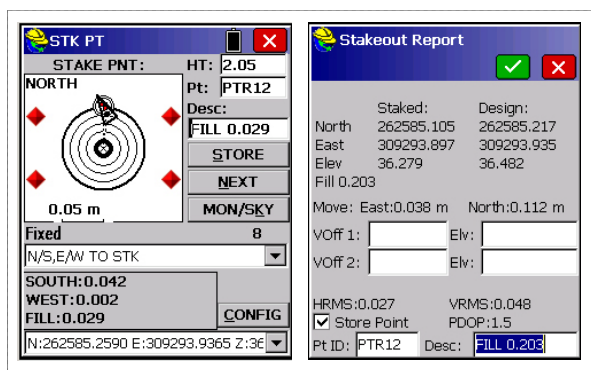 STK PT
STAKE PNT:
HT: 2.05
NORTH
Pt: PTR12
Desc:
FILL 0.029
STORE
NEXT
0.05 m
MON/SKY
Fixed 8
N/S,E/W TO STK
SOUTH:0.042
WEST:0.002
FILL:0.029
CONFIG
N:262585.2590 E:309293.9365 Z:36
Stakeout Report
Staked: Design:
North 262585.105 262585.217
East 309293.897 309293.935
Elev 36.279 36.482
Fill 0.203
Move: East:0.038 m North:0.112 m
VOff 1: Elv:
VOff 2: Elv:
HRMS:0.027 VRMS:0.048
Store Point PDOP:1.5
Pt ID: PTR12 Desc: FILL 0.203